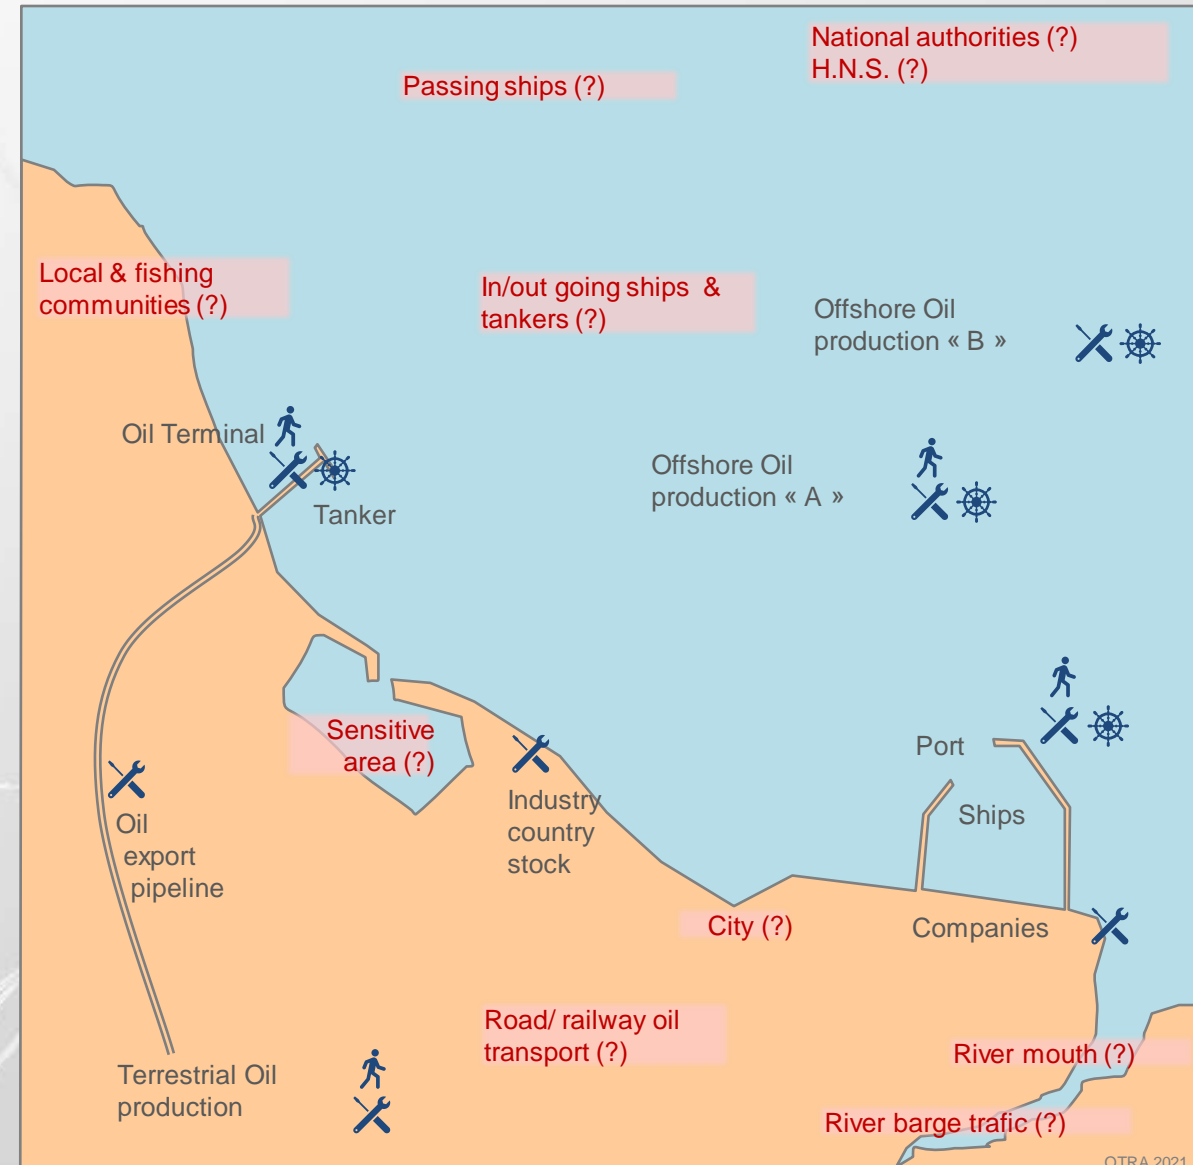 National authorities (?)
H.N.S. (?)
Passing ships (?)
Local & fishing
communities (?)
In/out going ships &
tankers (?)
Offshore Oil
production « B »
Oil Terminal
Offshore Oil
production « A »
Tanker
Sensitive
area (?)
Port
Industry
country
stock
Ships
Oil
export
pipeline
City (?)
Companies
Road/ railway oil
transport (?)
River mouth (?)
Terrestrial Oil
production
River barge trafic (?)
OTRA 2021